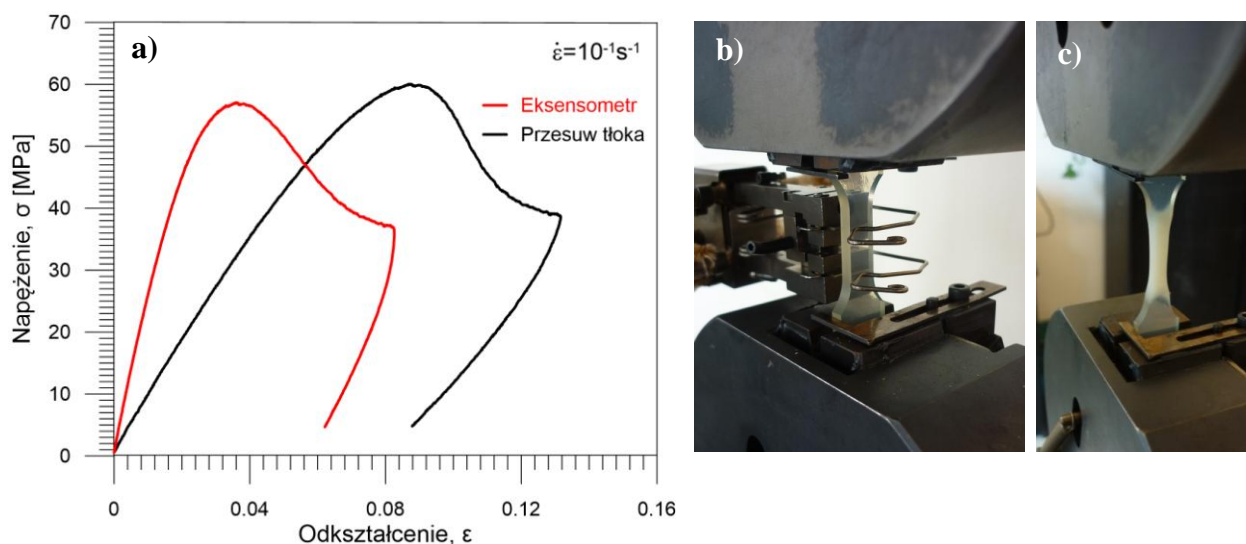 a)
ε̇=10⁻¹s⁻¹
Eksensometr
Przesuw tłoka
Napężenie, σ [MPa]
70
60
50
40
30
20
10
0
0
0.04
0.08
0.12
0.16
Odkształcenie, ε
b)
c)